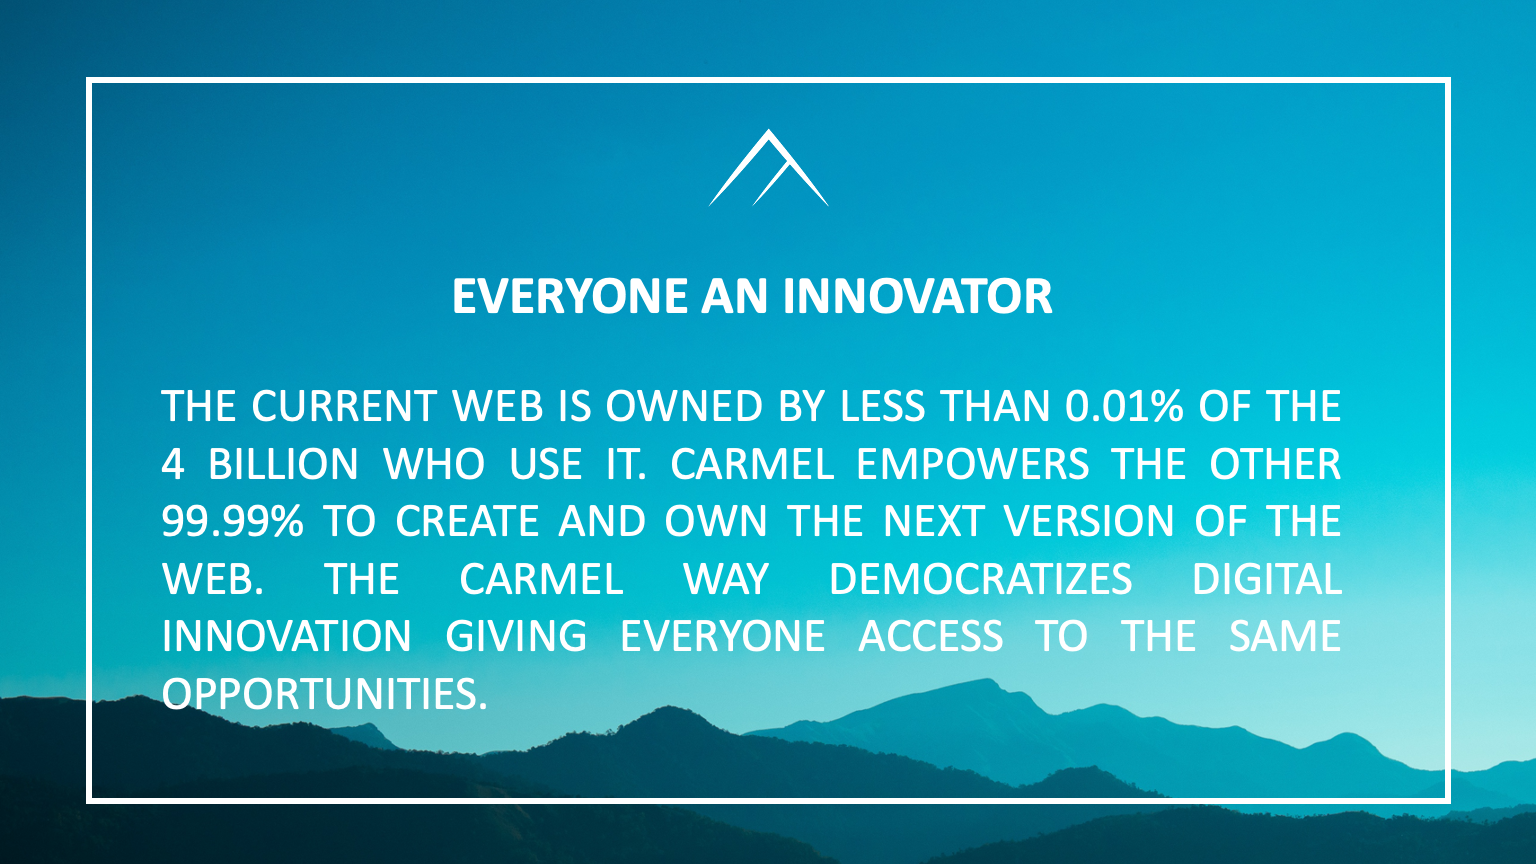 EVERYONE AN INNOVATOR
THE CURRENT WEB IS OWNED BY LESS THAN 0.01% OF THE
4 BILLION WHO USE IT. CARMEL EMPOWERS THE OTHER
99.99% TO CREATE AND OWN THE NEXT VERSION OF THE
WEB. THE CARMEL WAY DEMOCRATIZES DIGITAL
INNOVATION GIVING EVERYONE ACCESS TO THE SAME
OPPORTUNITIES.